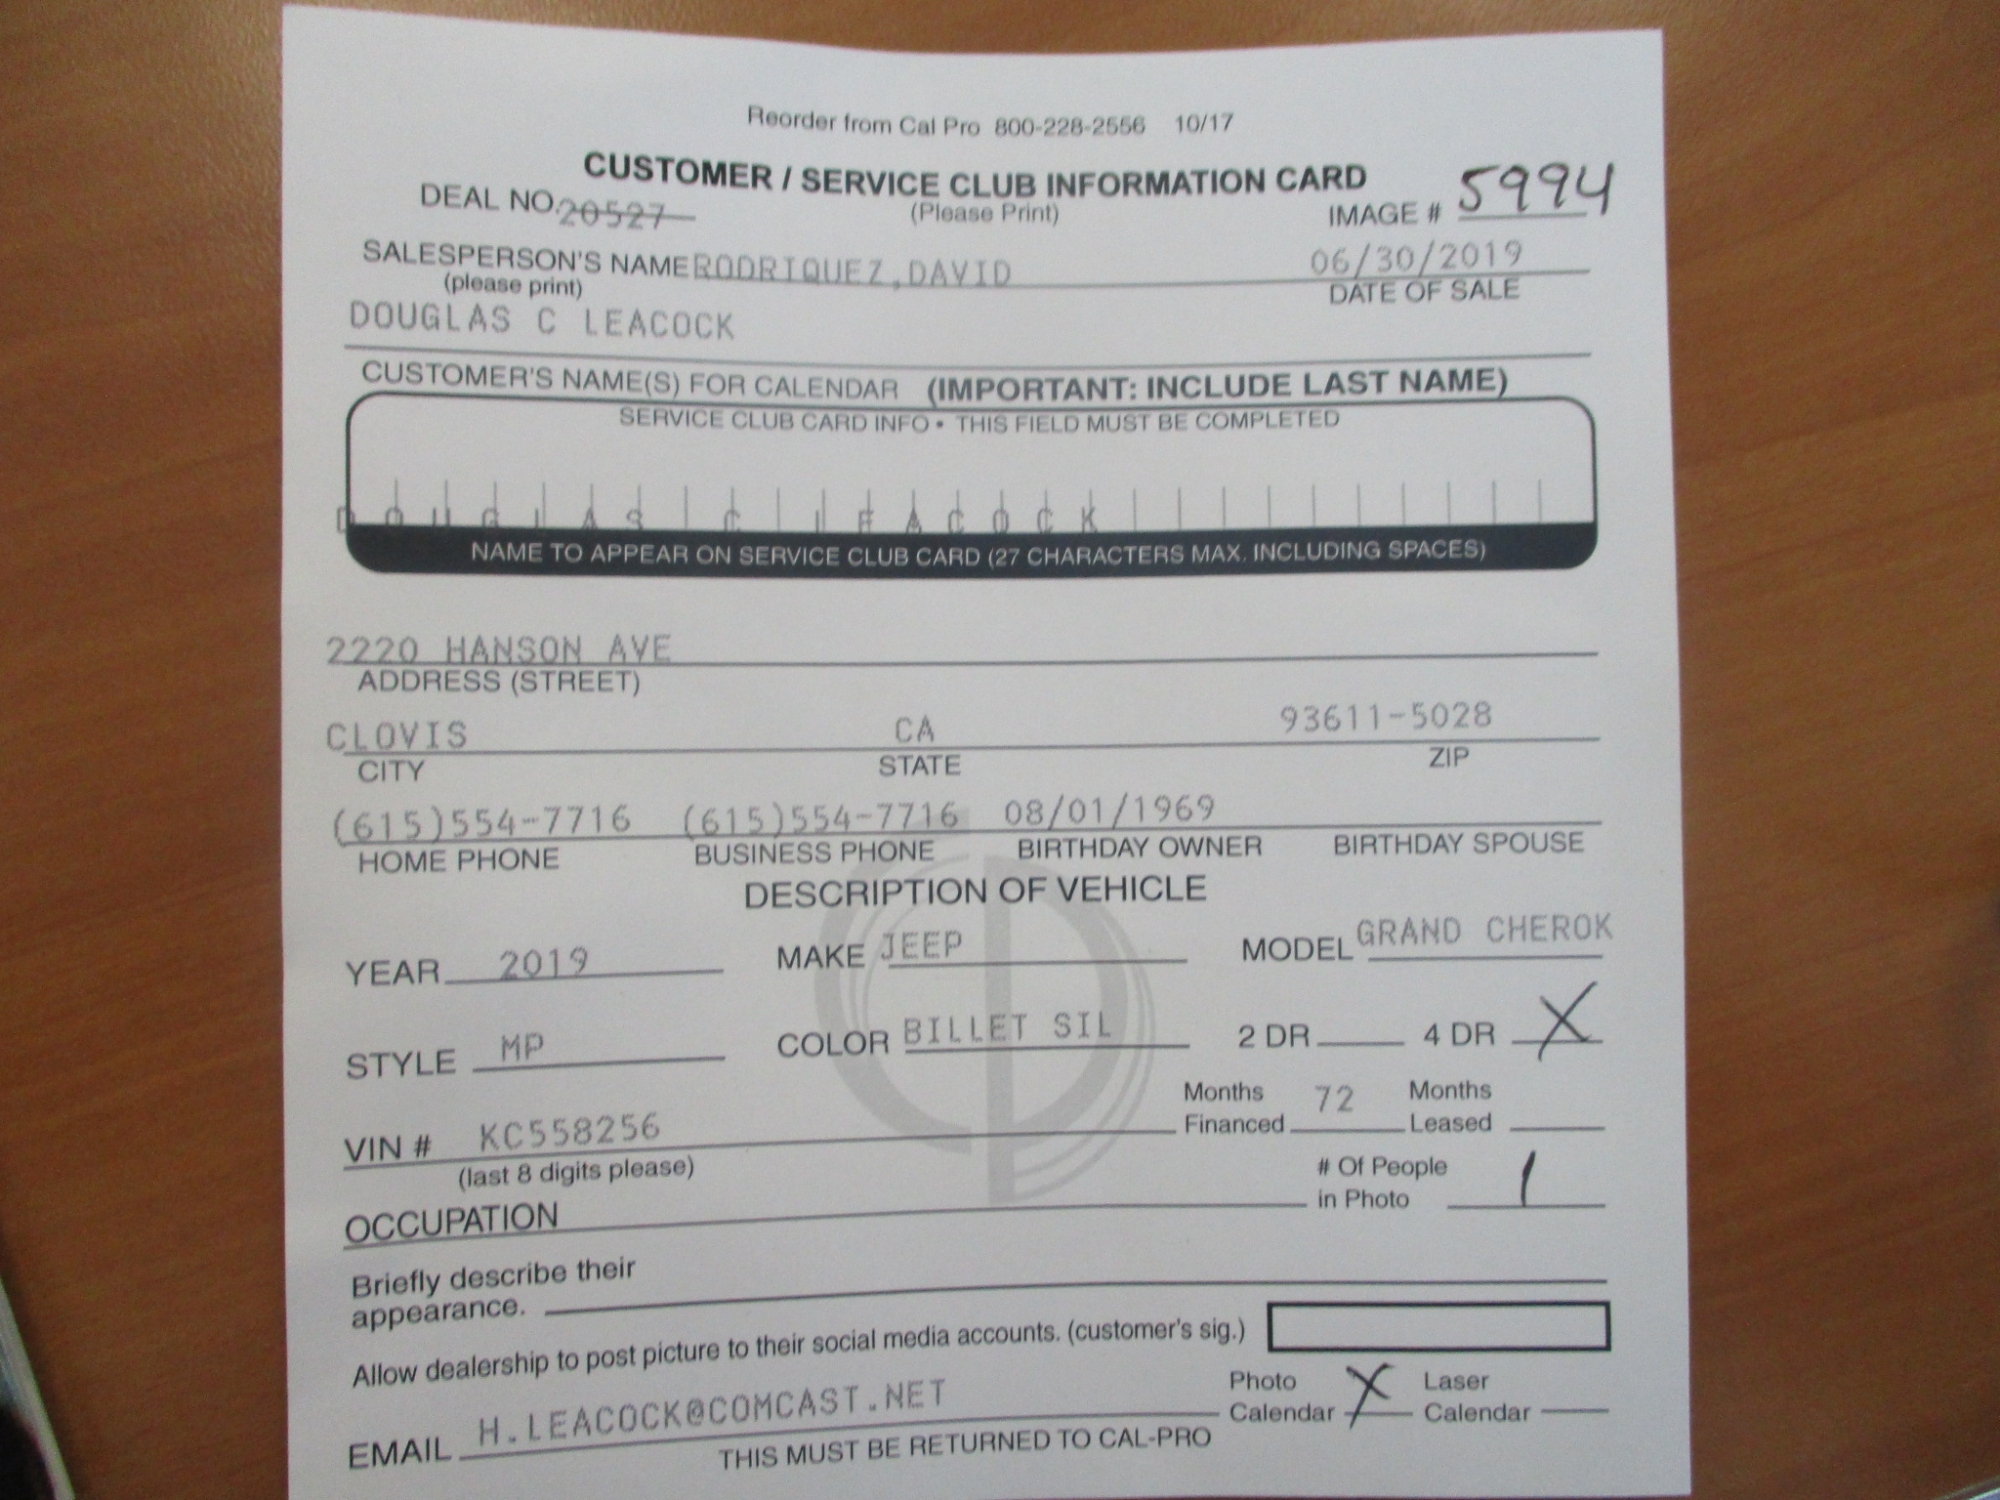 Reorder from Cal Pro 800-228-2556 10/17
CUSTOMER / SERVICE CLUB INFORMATION CARD
DEAL NO. 20527 (Please Print) IMAGE # 5994
SALESPERSON'S NAME RODRIQUEZ,DAVID 06/30/2019
(please print) DATE OF SALE
DOUGLAS C LEACOCK
CUSTOMER'S NAME(S) FOR CALENDAR (IMPORTANT: INCLUDE LAST NAME)
SERVICE CLUB CARD INFO • THIS FIELD MUST BE COMPLETED
DOUGLAS C LEACOCK
NAME TO APPEAR ON SERVICE CLUB CARD (27 CHARACTERS MAX. INCLUDING SPACES)
2220 HANSON AVE
ADDRESS (STREET)
CLOVIS CA 93611-5028
CITY STATE ZIP
(615)554-7716 (615)554-7716 08/01/1969
HOME PHONE BUSINESS PHONE BIRTHDAY OWNER BIRTHDAY SPOUSE
DESCRIPTION OF VEHICLE
YEAR 2019 MAKE JEEP MODEL GRAND CHEROK
STYLE MP COLOR BILLET SIL 2 DR 4 DR X
Months Financed 72 Months Leased
VIN # KC558256
(last 8 digits please)
# Of People in Photo 1
OCCUPATION
Briefly describe their
appearance.
Allow dealership to post picture to their social media accounts. (customer's sig.)
Photo Calendar X Laser Calendar
EMAIL H.LEACOCK@COMCAST.NET
THIS MUST BE RETURNED TO CAL-PRO